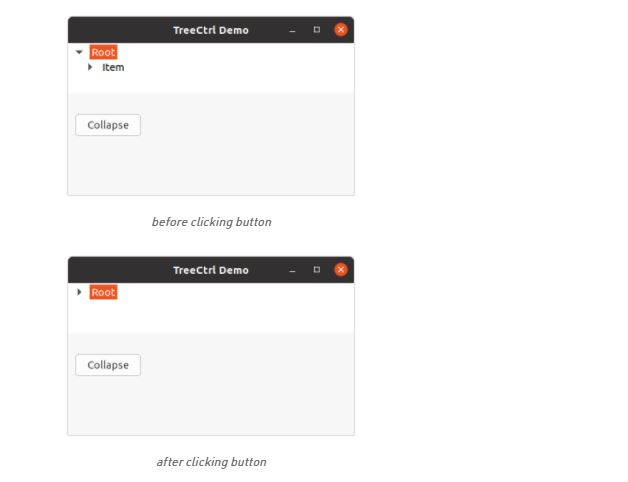 TreeCtrl Demo
Root
Item
Collapse
before clicking button
TreeCtrl Demo
Root
Collapse
after clicking button